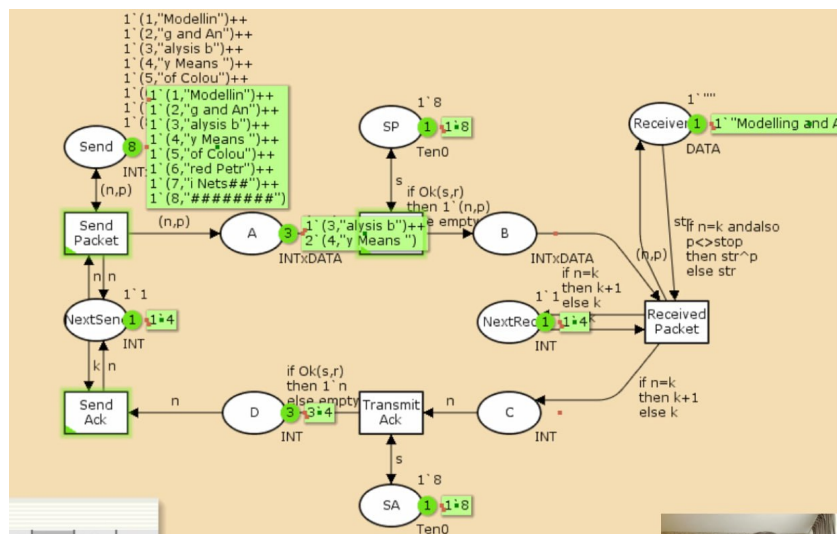 1`(1,"Modellin")++
1`(2,"g and An")++
1`(3,"alysis b")++
1`(4,"y Means ")++
1`(5,"of Colou")++
1`(1,"Modellin")++
1`(2,"g and An")++
1`(3,"alysis b")++
1`(4,"y Means ")++
1`(5,"of Colou")++
1`(6,"red Petr")++
1`(7,"i Nets##")++
1`(8,"########")
Send
8
(n,p)
Send
Packet
(n,p)
A
3
1`(3,"alysis b")++
2`(4,"y Means ")
INTxDATA
1`8
SP
1
1`8
Ten0
s
if Ok(s,r)
then 1`(n,p)
B
INTxDATA
1`""
Receiver
1
1`"Modelling and A
DATA
str
(n,p)
if n=k andalso
p<>stop
then str^p
else str
n
n
1`1
NextSend
1
1`4
INT
if n=k
then k+1
else k
1`1
NextRec
1
1`4
k
INT
Received
Packet
k
n
if n=k
then k+1
else k
Send
Ack
n
if Ok(s,r)
then 1`n
else empty
D
3
3`4
INT
Transmit
Ack
n
C
INT
s
1`8
SA
1
1`8
Ten0